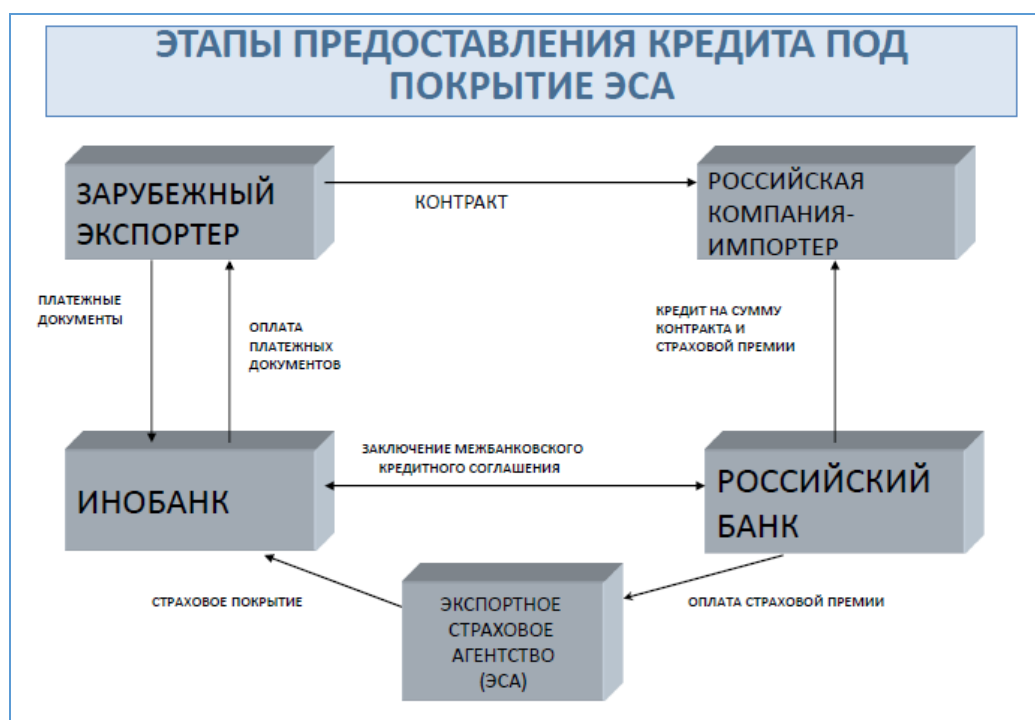 ЭТАПЫ ПРЕДОСТАВЛЕНИЯ КРЕДИТА ПОД
ПОКРЫТИЕ ЭСА
ЗАРУБЕЖНЫЙ
ЭКСПОРТЕР
КОНТРАКТ
РОССИЙСКАЯ
КОМПАНИЯ-
ИМПОРТЕР
ПЛАТЕЖНЫЕ
ДОКУМЕНТЫ
ОПЛАТА
ПЛАТЕЖНЫХ
ДОКУМЕНТОВ
КРЕДИТ НА СУММУ
КОНТРАКТА И
СТРАХОВОЙ ПРЕМИИ
ИНОБАНК
ЗАКЛЮЧЕНИЕ МЕЖБАНКОВСКОГО
КРЕДИТНОГО СОГЛАШЕНИЯ
РОССИЙСКИЙ
БАНК
СТРАХОВОЕ ПОКРЫТИЕ
ЭКСПОРТНОЕ
СТРАХОВОЕ
АГЕНТСТВО
(ЭСА)
ОПЛАТА СТРАХОВОЙ ПРЕМИИ